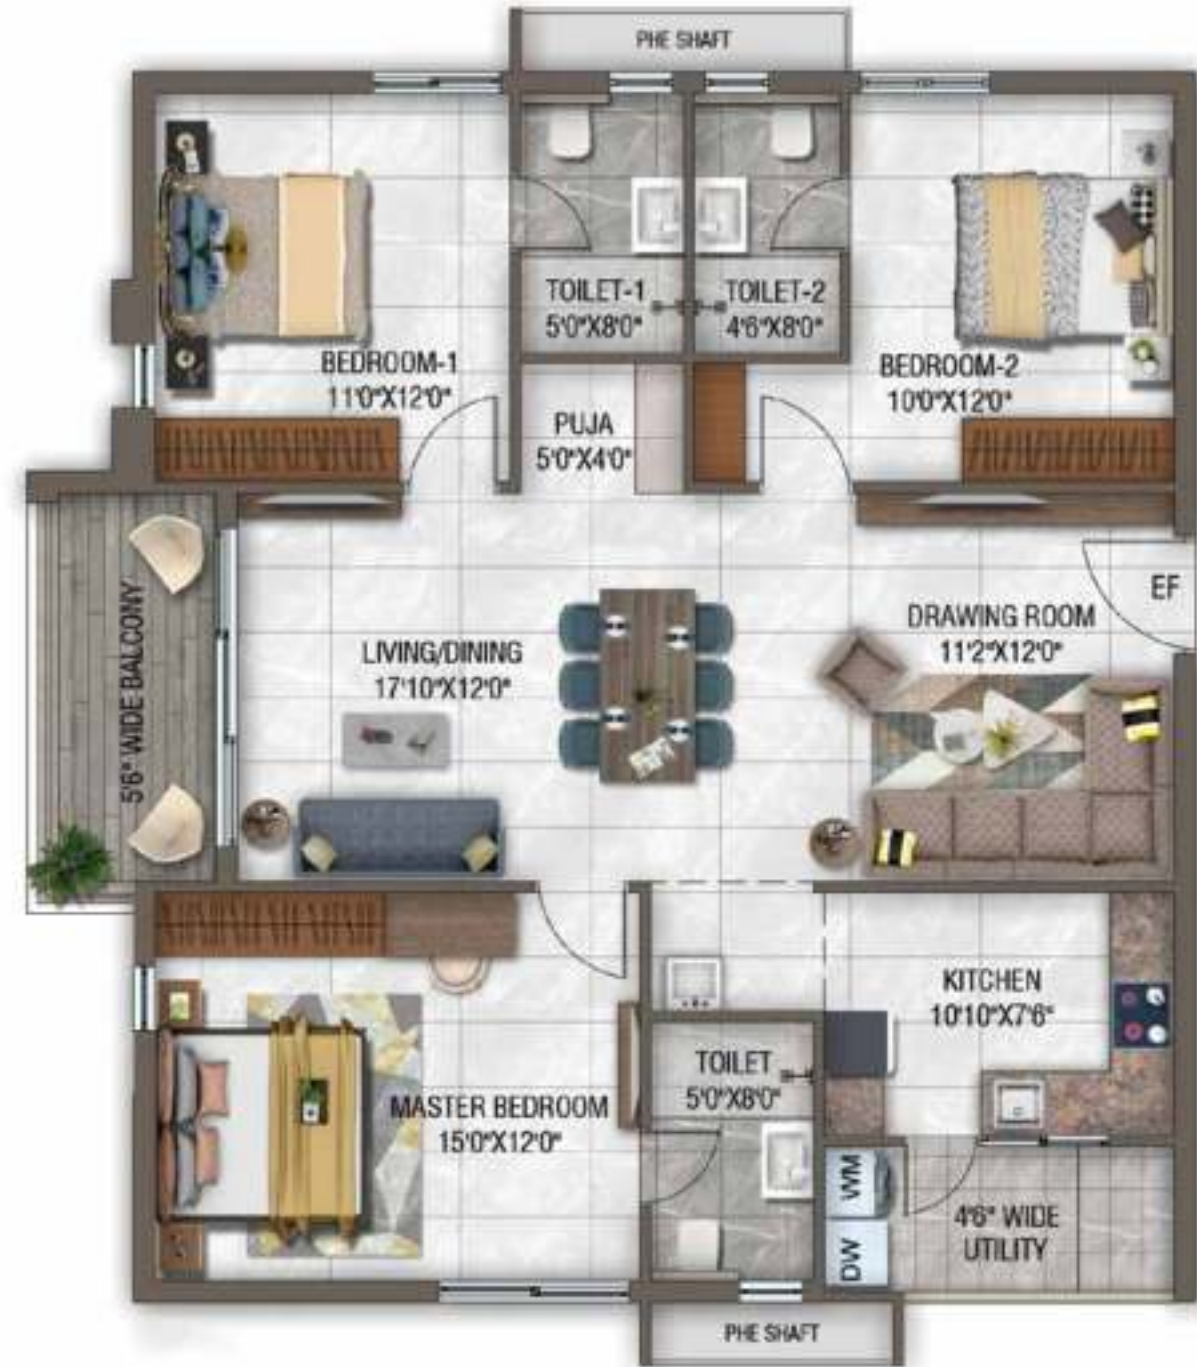 PHE SHAFT
TOILET-1
5'0"X8'0"
TOILET-2
4'6"X8'0"
BEDROOM-1
11'0"X12'0"
BEDROOM-2
10'0"X12'0"
PUJA
5'0"X4'0"
5'6" WIDE BALCONY
LIVING/DINING
17'10"X12'0"
DRAWING ROOM
11'2"X12'0"
EF
KITCHEN
10'10"X7'6"
TOILET
5'0"X8'0"
MASTER BEDROOM
15'0"X12'0"
WM
DW
4'6" WIDE
UTILITY
PHE SHAFT